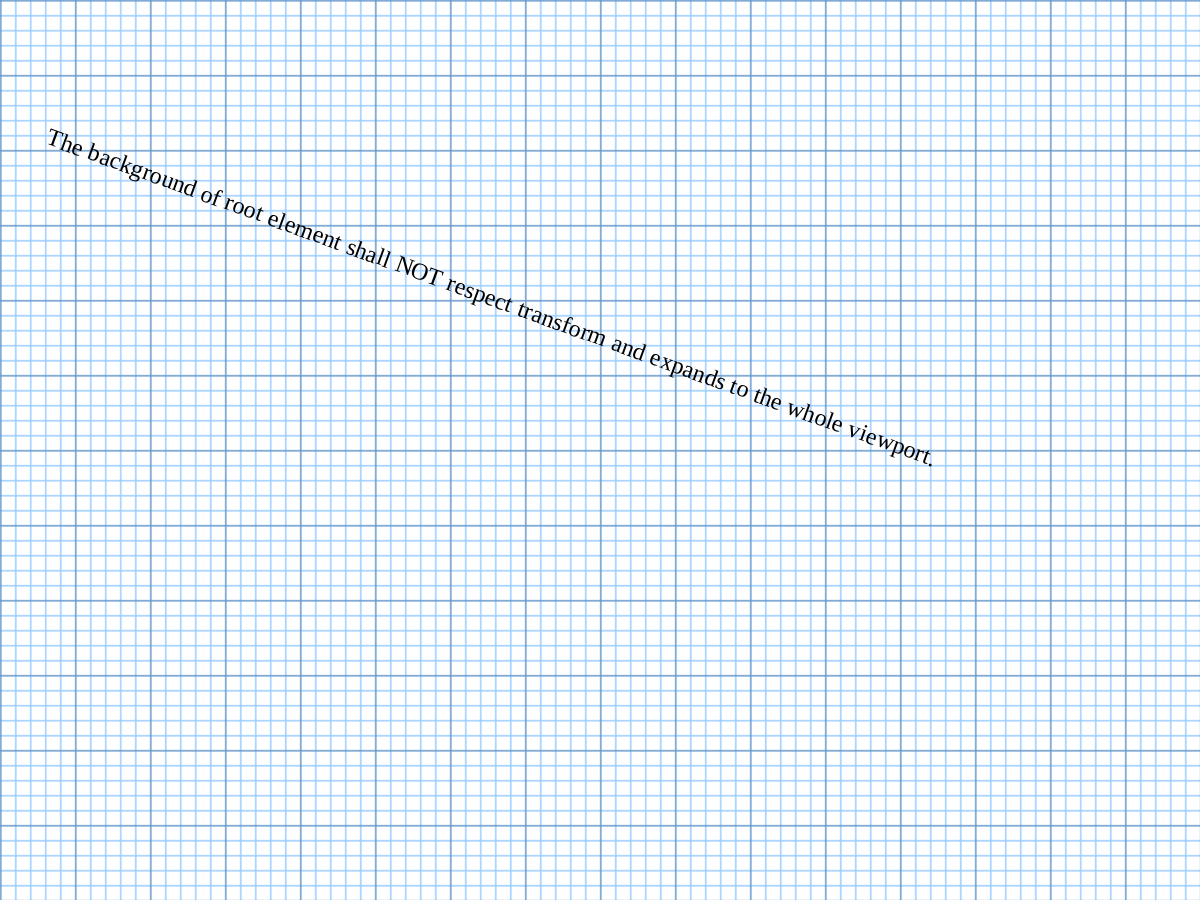 The background of root element shall NOT respect transform and expands to the whole viewport.